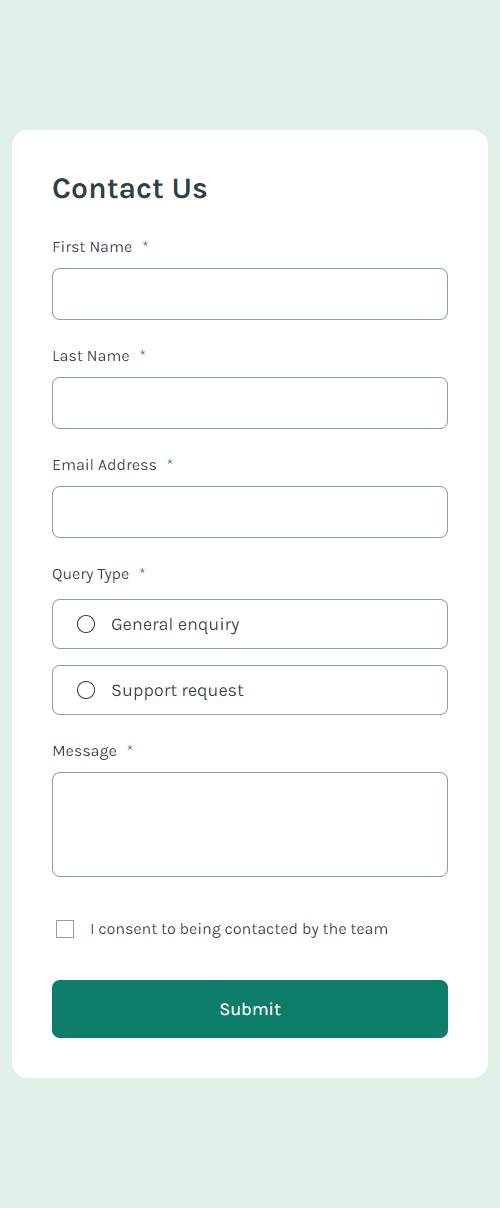 Contact Us
First Name *
Last Name *
Email Address *
Query Type *
General enquiry
Support request
Message *
I consent to being contacted by the team
Submit